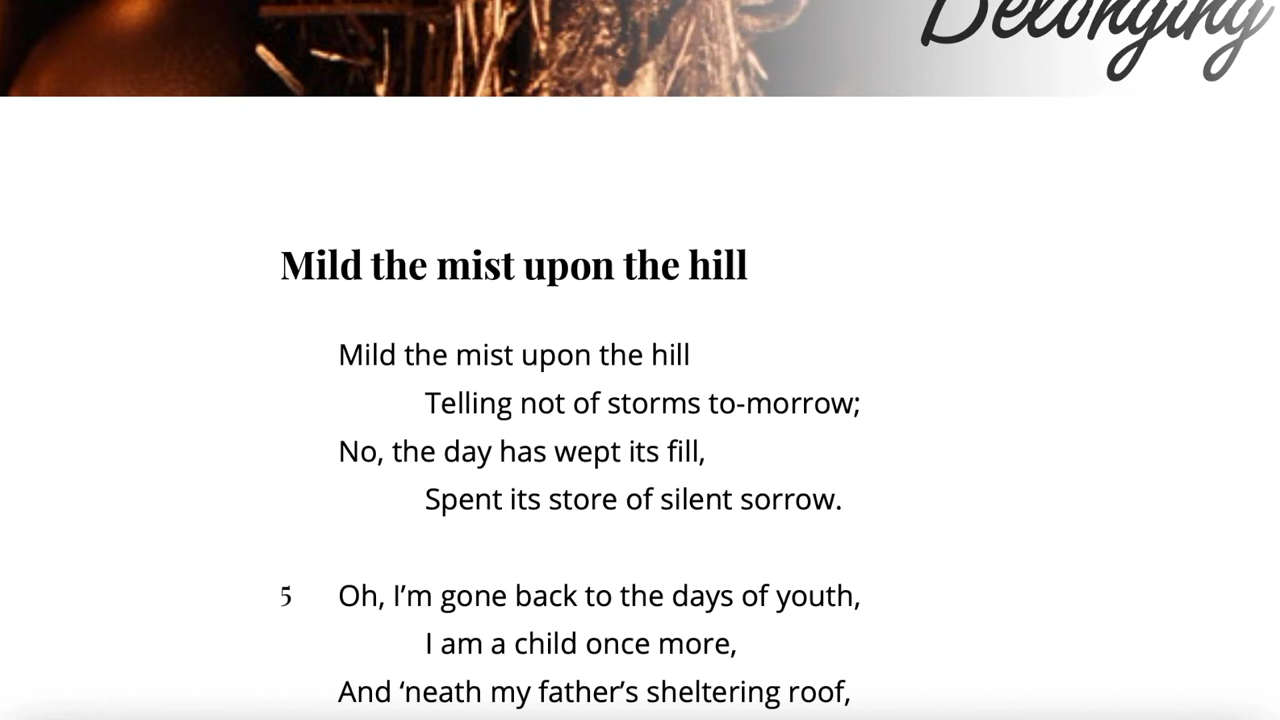 Belonging
Mild the mist upon the hill
Mild the mist upon the hill
Telling not of storms to-morrow;
No, the day has wept its fill,
Spent its store of silent sorrow.
5 Oh, I’m gone back to the days of youth,
I am a child once more,
And ‘neath my father’s sheltering roof,